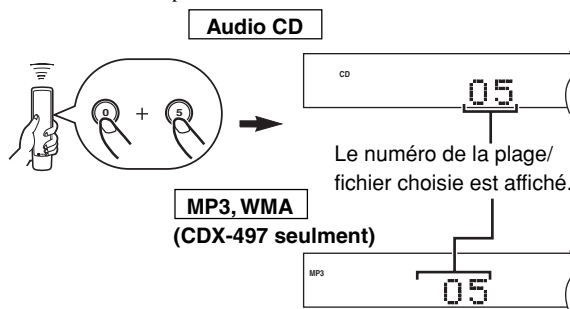 Audio CD
CD
0 + 5
05
Le numéro de la plage/
fichier choisie est affiché.
MP3, WMA
(CDX-497 seulment)
MP3
05